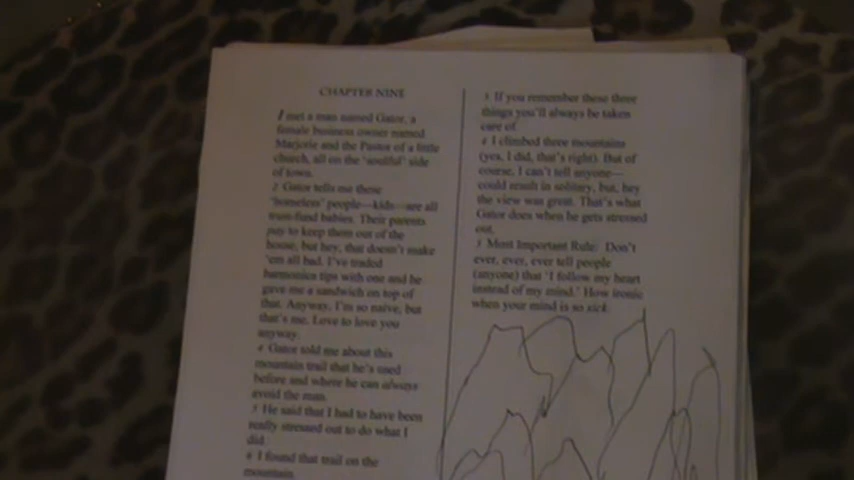 CHAPTER NINE
I met a man named Gator, a
female business owner named
Marjorie and the Pastor of a little
church, all on the 'soulful' side
of town.
2 Gator tells me these
'homeless' people—kids—are all
trust-fund babies. Their parents
pay to keep them out of the
house, but hey, that doesn't make
'em all bad. I've traded
harmonica tips with one and he
gave me a sandwich on top of
that. Anyway, I'm so naive, but
that's me. Love to love you
anyway.
Gator told me about this
mountain trail that he's used
before and where he can always
avoid the man.
He said that I had to have been
really stressed out to do what I
did.
I found that trail on the
mountain.
If you remember these three
things you'll always be taken
care of.
I climbed three mountains
(yes, I did, that's right). But of
course, I can't tell anyone—
could result in solitary, but, hey
the view was great. That's what
Gator does when he gets stressed
out.
Most Important Rule: Don't
ever, ever, ever tell people
(anyone) that 'I follow my heart
instead of my mind.' How ironic
when your mind is so sick.